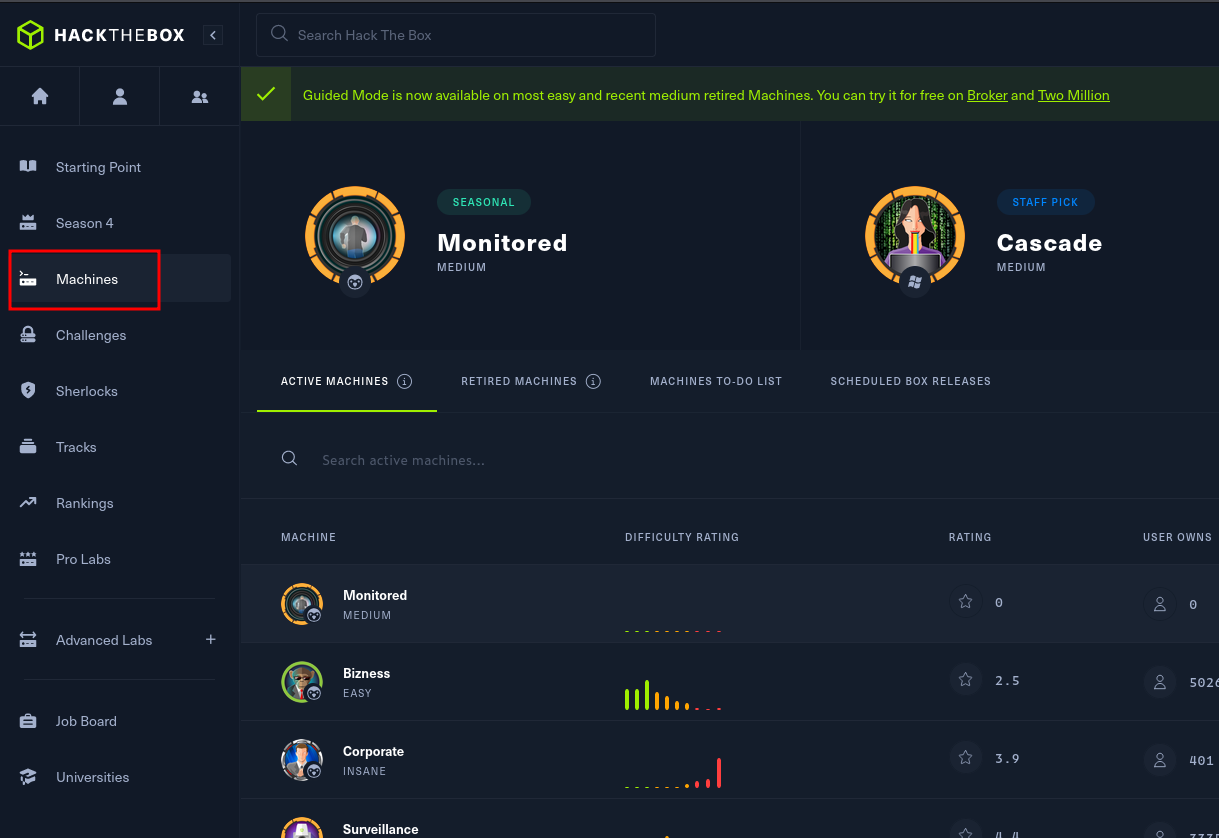 HACKTHEBOX
Search Hack The Box
Guided Mode is now available on most easy and recent medium retired Machines. You can try it for free on Broker and Two Million
Starting Point
Season 4
Machines
Challenges
Sherlocks
Tracks
Rankings
Pro Labs
Advanced Labs +
Job Board
Universities
SEASONAL
Monitored
MEDIUM
STAFF PICK
Cascade
MEDIUM
ACTIVE MACHINES RETIRED MACHINES MACHINES TO-DO LIST SCHEDULED BOX RELEASES
Search active machines...
MACHINE DIFFICULTY RATING RATING USER OWNS
Monitored
MEDIUM
0 0
Bizness
EASY
2.5 5026
Corporate
INSANE
3.9 401
Surveillance
4.4